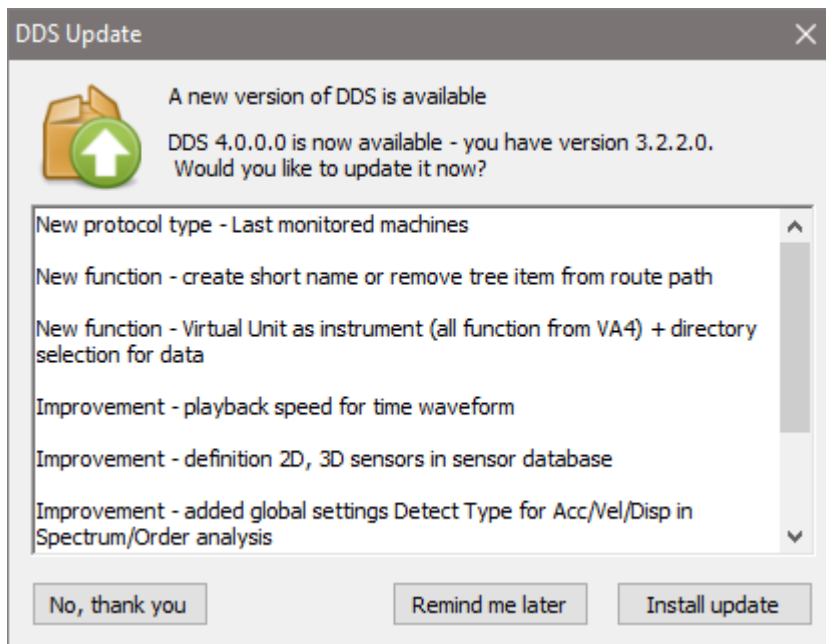 DDS Update
A new version of DDS is available
DDS 4.0.0.0 is now available - you have version 3.2.2.0.
Would you like to update it now?
New protocol type - Last monitored machines
New function - create short name or remove tree item from route path
New function - Virtual Unit as instrument (all function from VA4) + directory
selection for data
Improvement - playback speed for time waveform
Improvement - definition 2D, 3D sensors in sensor database
Improvement - added global settings Detect Type for Acc/Vel/Disp in
Spectrum/Order analysis
No, thank you
Remind me later
Install update